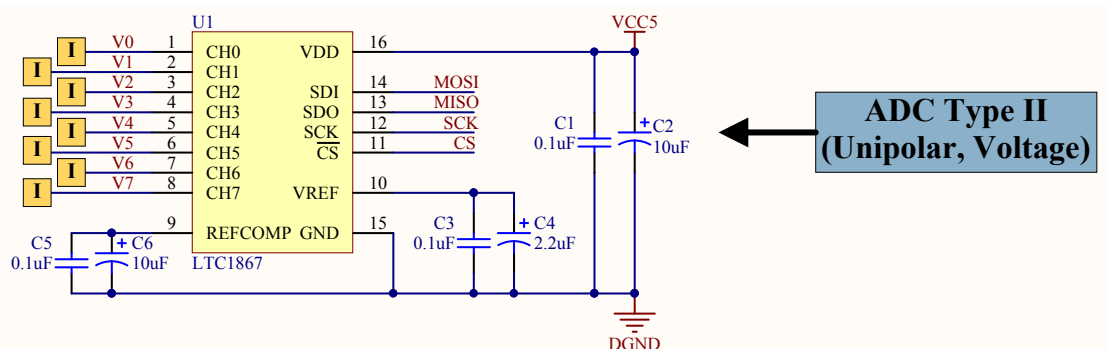 U1
VCC5
I V0 1 CH0 VDD 16
I V1 2 CH1
I V2 3 CH2 SDI 14 MOSI
I V3 4 CH3 SDO 13 MISO
I V4 5 CH4 SCK 12 SCK
I V5 6 CH5 CS 11 CS
I V6 7 CH6
I V7 8 CH7 VREF 10
9 REFCOMP GND 15
LTC1867
C5
0.1uF
+ C6
10uF
C3
0.1uF
+ C4
2.2uF
C1
0.1uF
+ C2
10uF
DGND
ADC Type II
(Unipolar, Voltage)